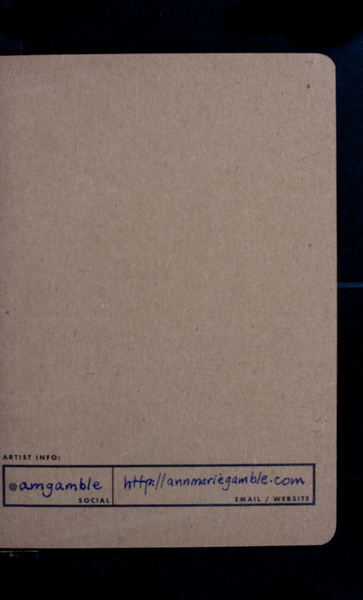 ARTIST INFO:
@amgamble http://annmariegamble.com
SOCIAL EMAIL / WEBSITE